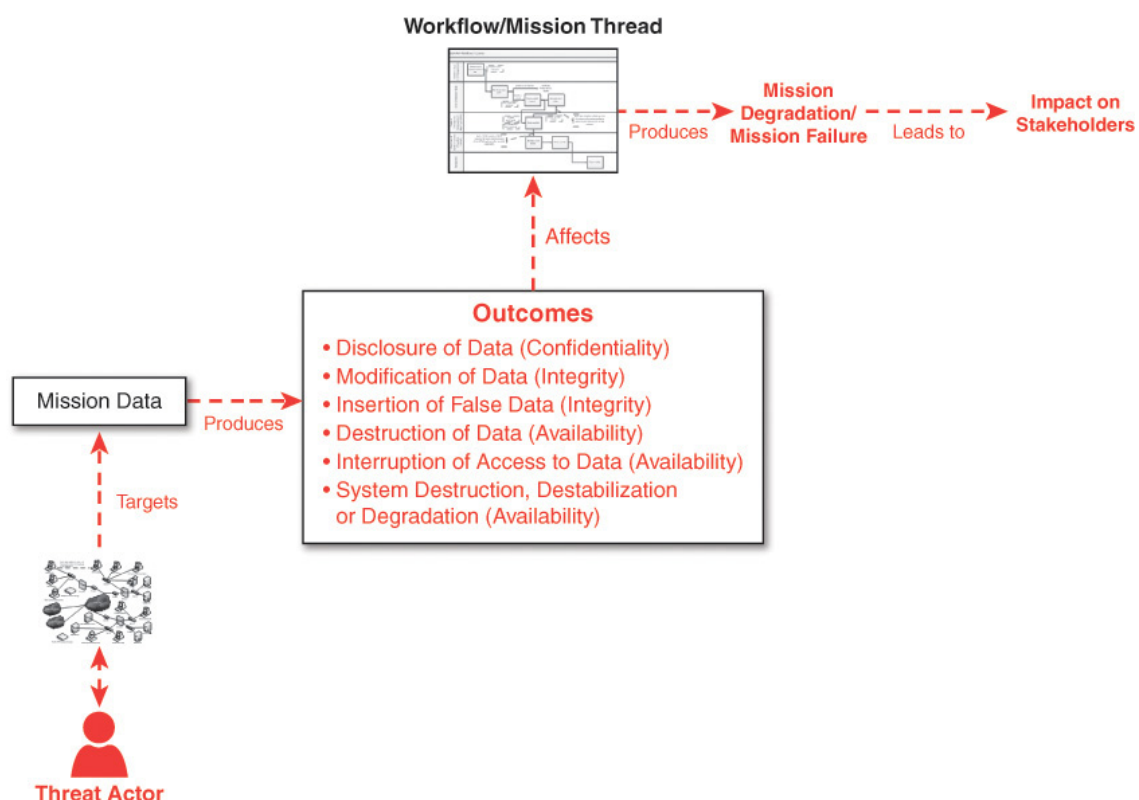 Workflow/Mission Thread
Produces
Mission
Degradation/
Mission Failure
Leads to
Impact on
Stakeholders
Affects
Outcomes
• Disclosure of Data (Confidentiality)
• Modification of Data (Integrity)
• Insertion of False Data (Integrity)
• Destruction of Data (Availability)
• Interruption of Access to Data (Availability)
• System Destruction, Destabilization
or Degradation (Availability)
Mission Data
Produces
Targets
Threat Actor